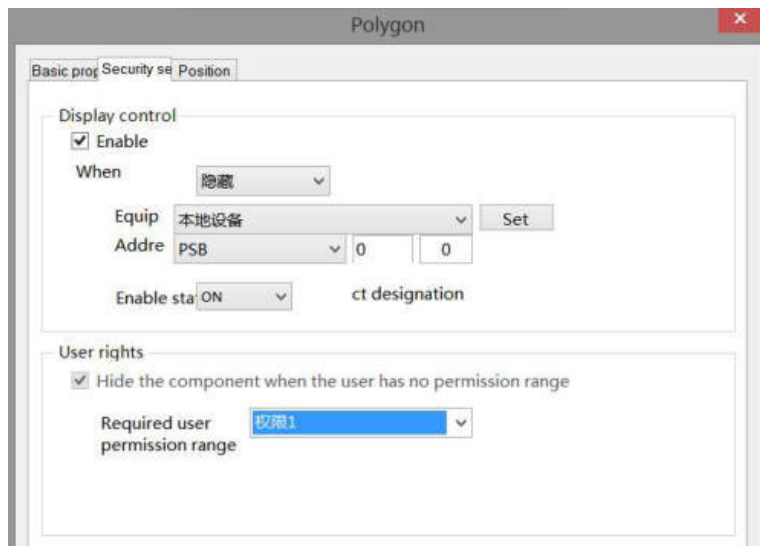 Polygon
Basic prop Security se Position
Display control
Enable
When 隐藏
Equip 本地设备 Set
Addre PSB 0 0
Enable sta ON ct designation
User rights
Hide the component when the user has no permission range
Required user 权限1
permission range